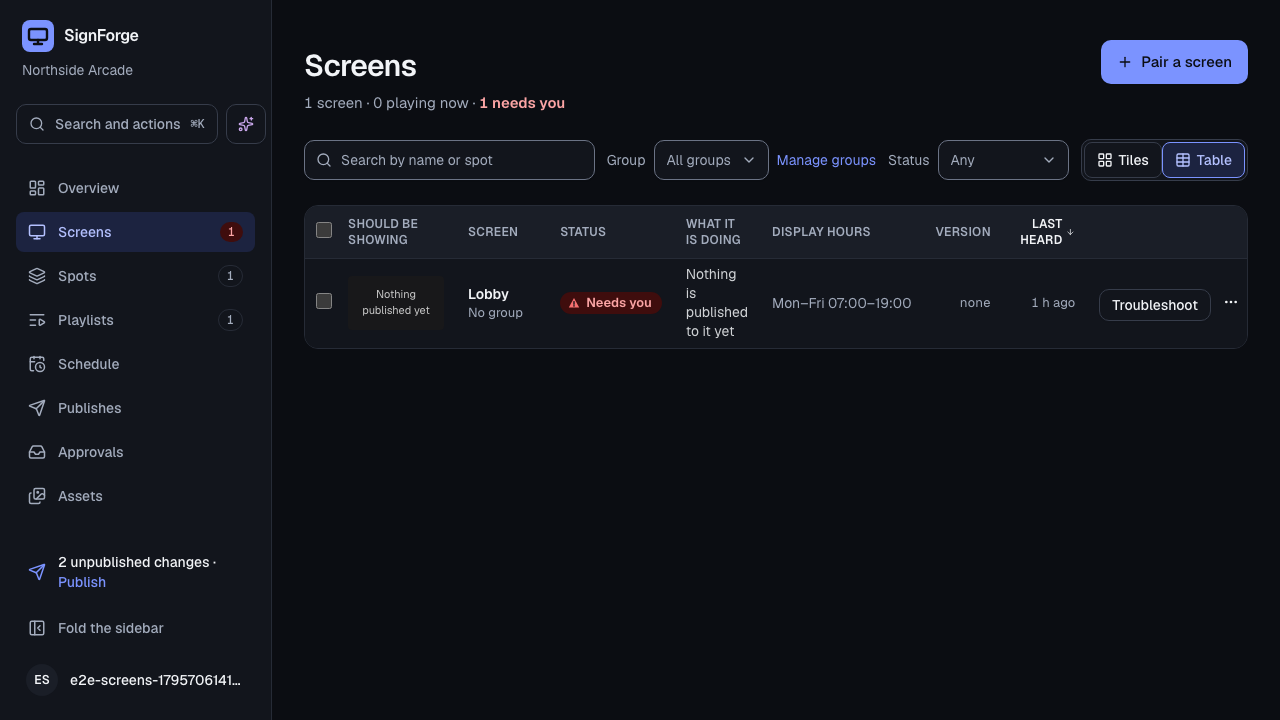 SignForge
Northside Arcade
Search and actions ⌘K
Overview
Screens 1
Spots 1
Playlists 1
Schedule
Publishes
Approvals
Assets
2 unpublished changes ·
Publish
Fold the sidebar
ES e2e-screens-1795706141…
Screens
Pair a screen
1 screen · 0 playing now · 1 needs you
Search by name or spot Group All groups Manage groups Status Any Tiles Table
SHOULD BE SHOWING SCREEN STATUS WHAT IT IS DOING DISPLAY HOURS VERSION LAST HEARD ↓
Nothing
published yet
Lobby
No group
Needs you
Nothing
is
published
to it yet
Mon–Fri 07:00–19:00
none
1 h ago
Troubleshoot